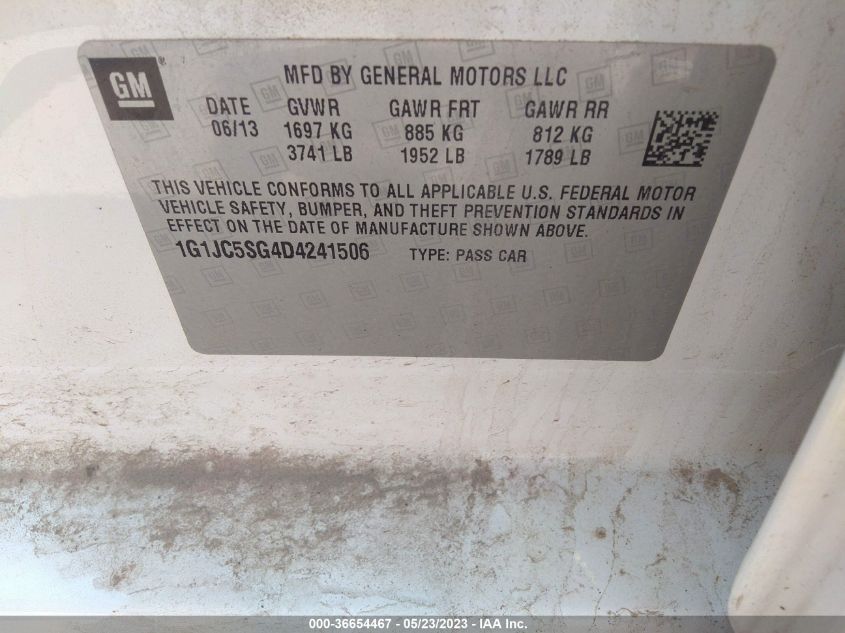 GM ®
MFD BY GENERAL MOTORS LLC
DATE GVWR GAWR FRT GAWR RR
06/13 1697 KG 885 KG 812 KG
3741 LB 1952 LB 1789 LB
THIS VEHICLE CONFORMS TO ALL APPLICABLE U.S. FEDERAL MOTOR
VEHICLE SAFETY, BUMPER, AND THEFT PREVENTION STANDARDS IN
EFFECT ON THE DATE OF MANUFACTURE SHOWN ABOVE.
1G1JC5SG4D4241506 TYPE: PASS CAR
000-36654467 - 05/23/2023 - IAA Inc.